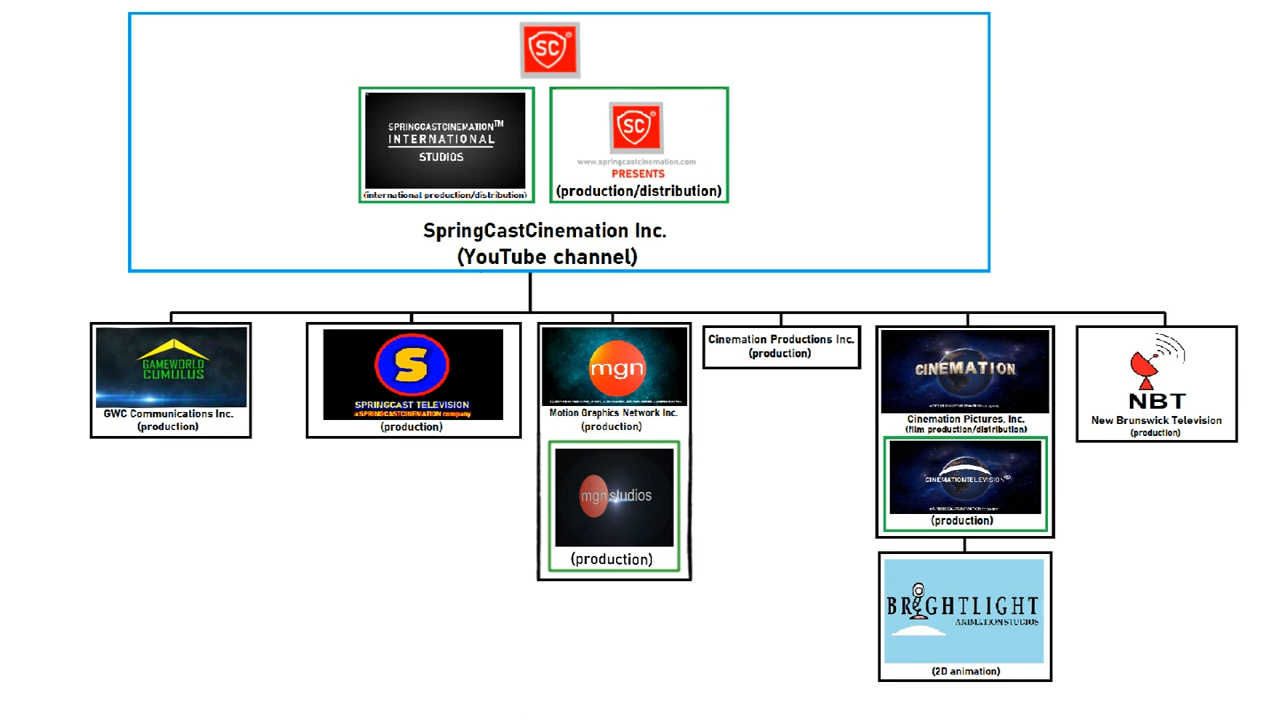 SC
SPRINGCASTCINEMATION™
INTERNATIONAL
STUDIOS
(international production/distribution)
SC
www.springcastcinemation.com
PRESENTS
(production/distribution)
SpringCastCinemation Inc.
(YouTube channel)
GAMEWORLD
CUMULUS
GWC Communications Inc.
(production)
S
SPRINGCAST TELEVISION
a SPRINGCASTCINEMATION company
(production)
mgn
Motion Graphics Network Inc.
(production)
mgn studios
(production)
Cinemation Productions Inc.
(production)
CINEMATION
Cinemation Pictures, Inc.
(film production/distribution)
CINEMATIONTELEVISION®
(production)
BRIGHTLIGHT
ANIMATION STUDIOS
(2D animation)
NBT
New Brunswick Television
(production)